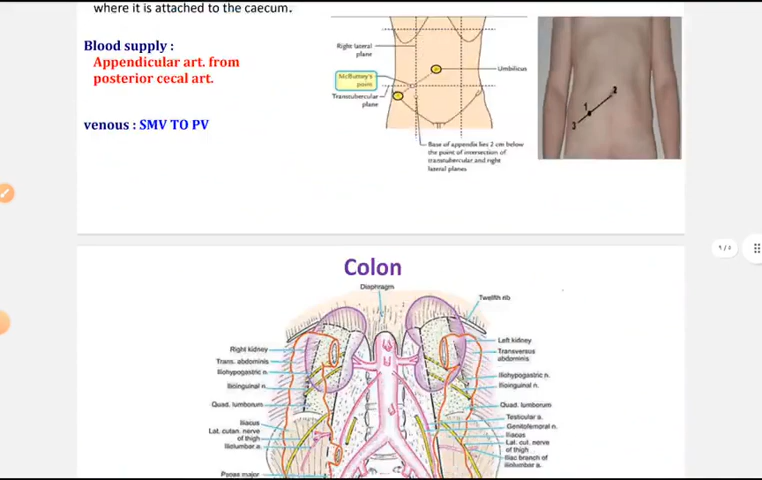 where it is attached to the caecum.
Blood supply :
Appendicular art. from
posterior cecal art.
venous : SMV TO PV
Right lateral
plane
McBurney's
point
Transtubercular
plane
Umbilicus
Base of appendix lies 2 cm below
the point of intersection of
transtubercular and right
lateral planes
1
2
3
Colon
Diaphragm
Twelfth rib
Right kidney
Trans. abdominis
Iliohypogastric n.
Ilioinguinal n.
Quad. lumborum
Iliacus
Lat. cutan. nerve
of thigh
Iliolumbar a.
Psoas major
Left kidney
Transversus
abdominis
Iliohypogastric n.
Ilioinguinal n.
Quad. lumborum
Testicular a.
Genitofemoral n.
Iliacus
Lat. cut. nerve
of thigh
Iliac branch of
iliolumbar a.